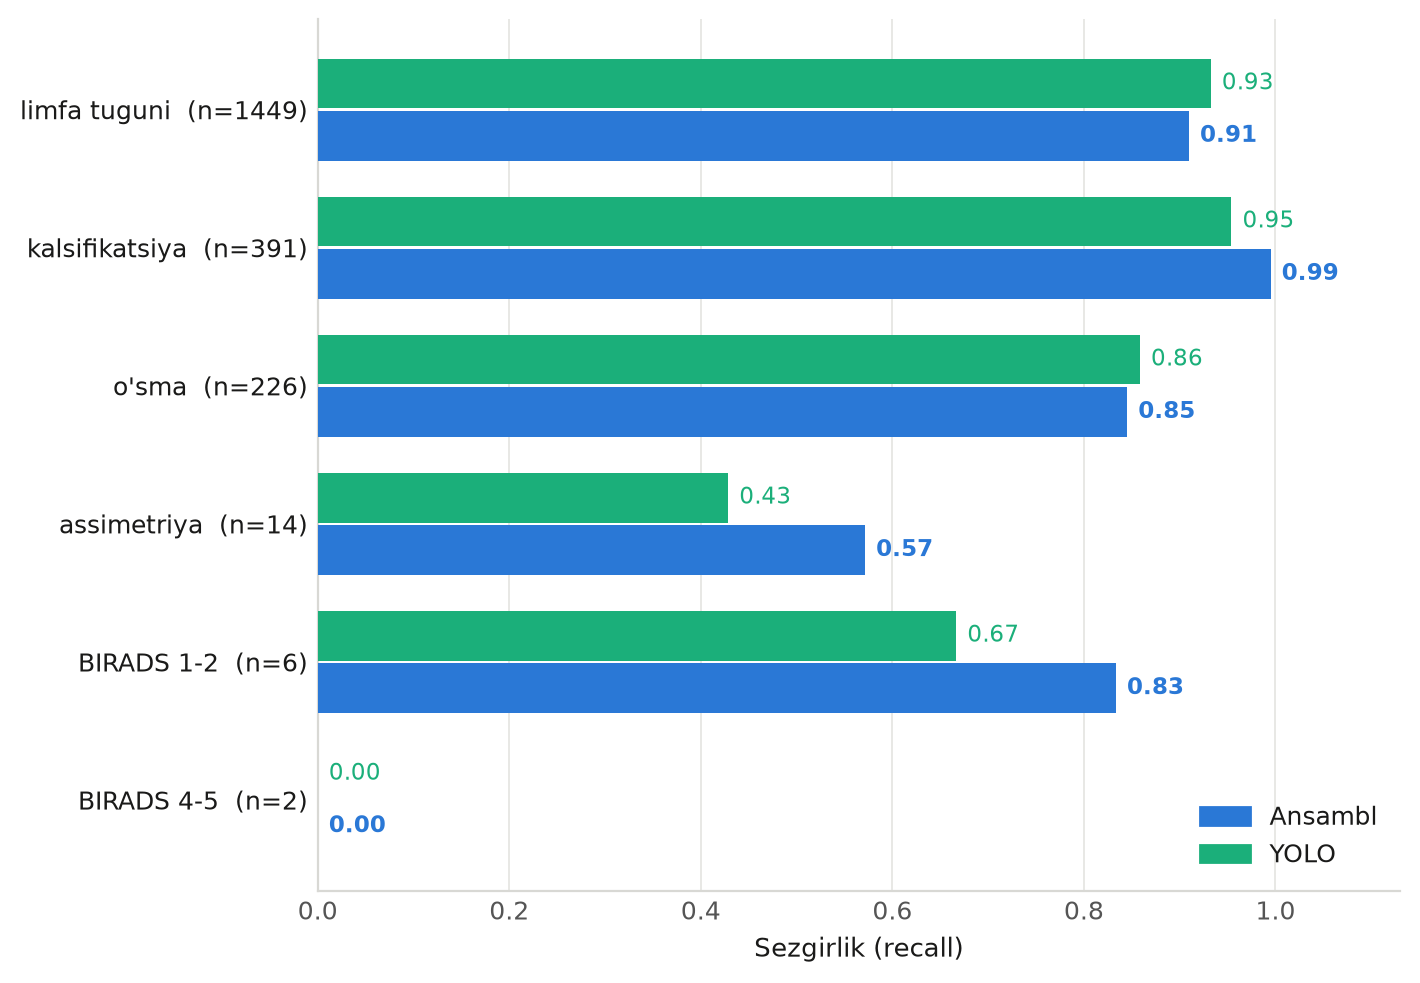 0.93
limfa tuguni (n=1449)
0.91
0.95
kalsifikatsiya (n=391)
0.99
0.86
o'sma (n=226)
0.85
0.43
assimetriya (n=14)
0.57
0.67
BIRADS 1-2 (n=6)
0.83
0.00
BIRADS 4-5 (n=2)
0.00
Ansambl
YOLO
0.0 0.2 0.4 0.6 0.8 1.0
Sezgirlik (recall)